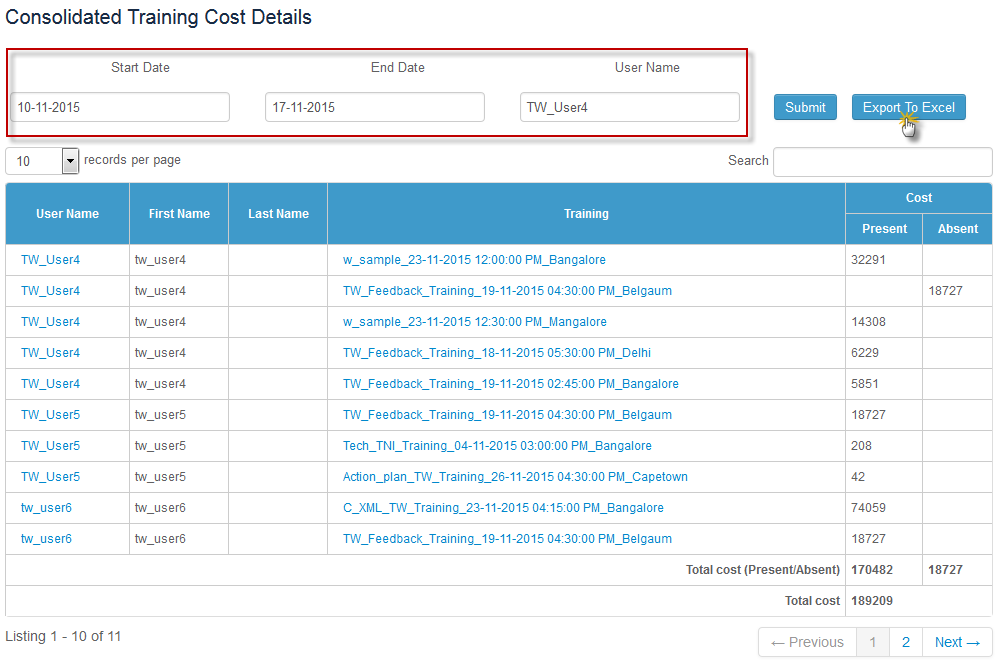 Consolidated Training Cost Details
Start Date End Date User Name
10-11-2015 17-11-2015 TW_User4 Submit Export To Excel
10 records per page Search
User Name First Name Last Name Training Cost
Present Absent
TW_User4 tw_user4 w_sample_23-11-2015 12:00:00 PM_Bangalore 32291
TW_User4 tw_user4 TW_Feedback_Training_19-11-2015 04:30:00 PM_Belgaum 18727
TW_User4 tw_user4 w_sample_23-11-2015 12:30:00 PM_Mangalore 14308
TW_User4 tw_user4 TW_Feedback_Training_18-11-2015 05:30:00 PM_Delhi 6229
TW_User4 tw_user4 TW_Feedback_Training_19-11-2015 02:45:00 PM_Bangalore 5851
TW_User5 tw_user5 TW_Feedback_Training_19-11-2015 04:30:00 PM_Belgaum 18727
TW_User5 tw_user5 Tech_TNI_Training_04-11-2015 03:00:00 PM_Bangalore 208
TW_User5 tw_user5 Action_plan_TW_Training_26-11-2015 04:30:00 PM_Capetown 42
tw_user6 tw_user6 C_XML_TW_Training_23-11-2015 04:15:00 PM_Bangalore 74059
tw_user6 tw_user6 TW_Feedback_Training_19-11-2015 04:30:00 PM_Belgaum 18727
Total cost (Present/Absent) 170482 18727
Total cost 189209
Listing 1 - 10 of 11
← Previous 1 2 Next →